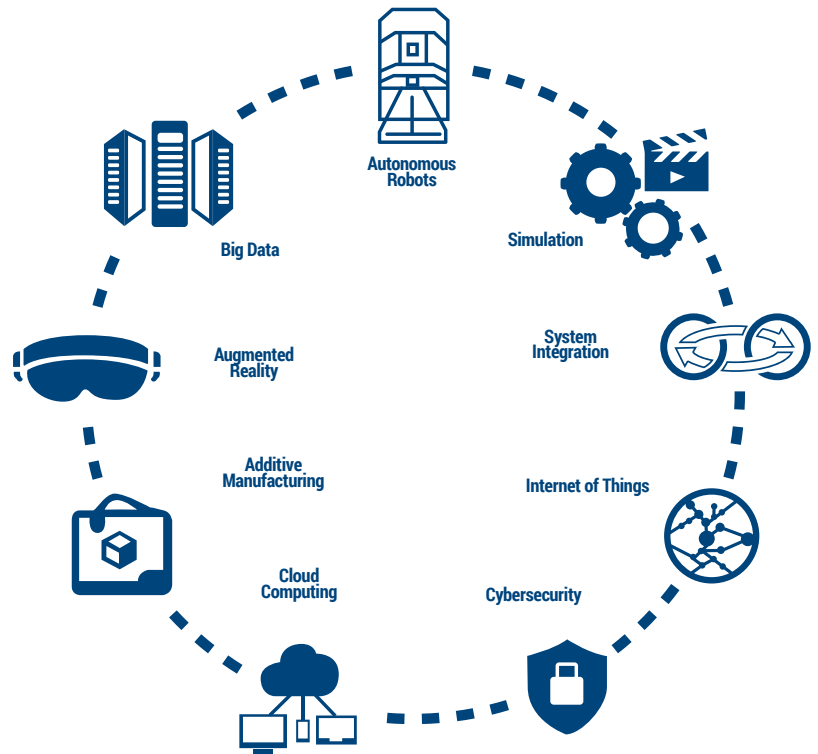 Autonomous
Robots
Big Data
Simulation
System
Integration
Augmented
Reality
Additive
Manufacturing
Internet of Things
Cloud
Computing
Cybersecurity